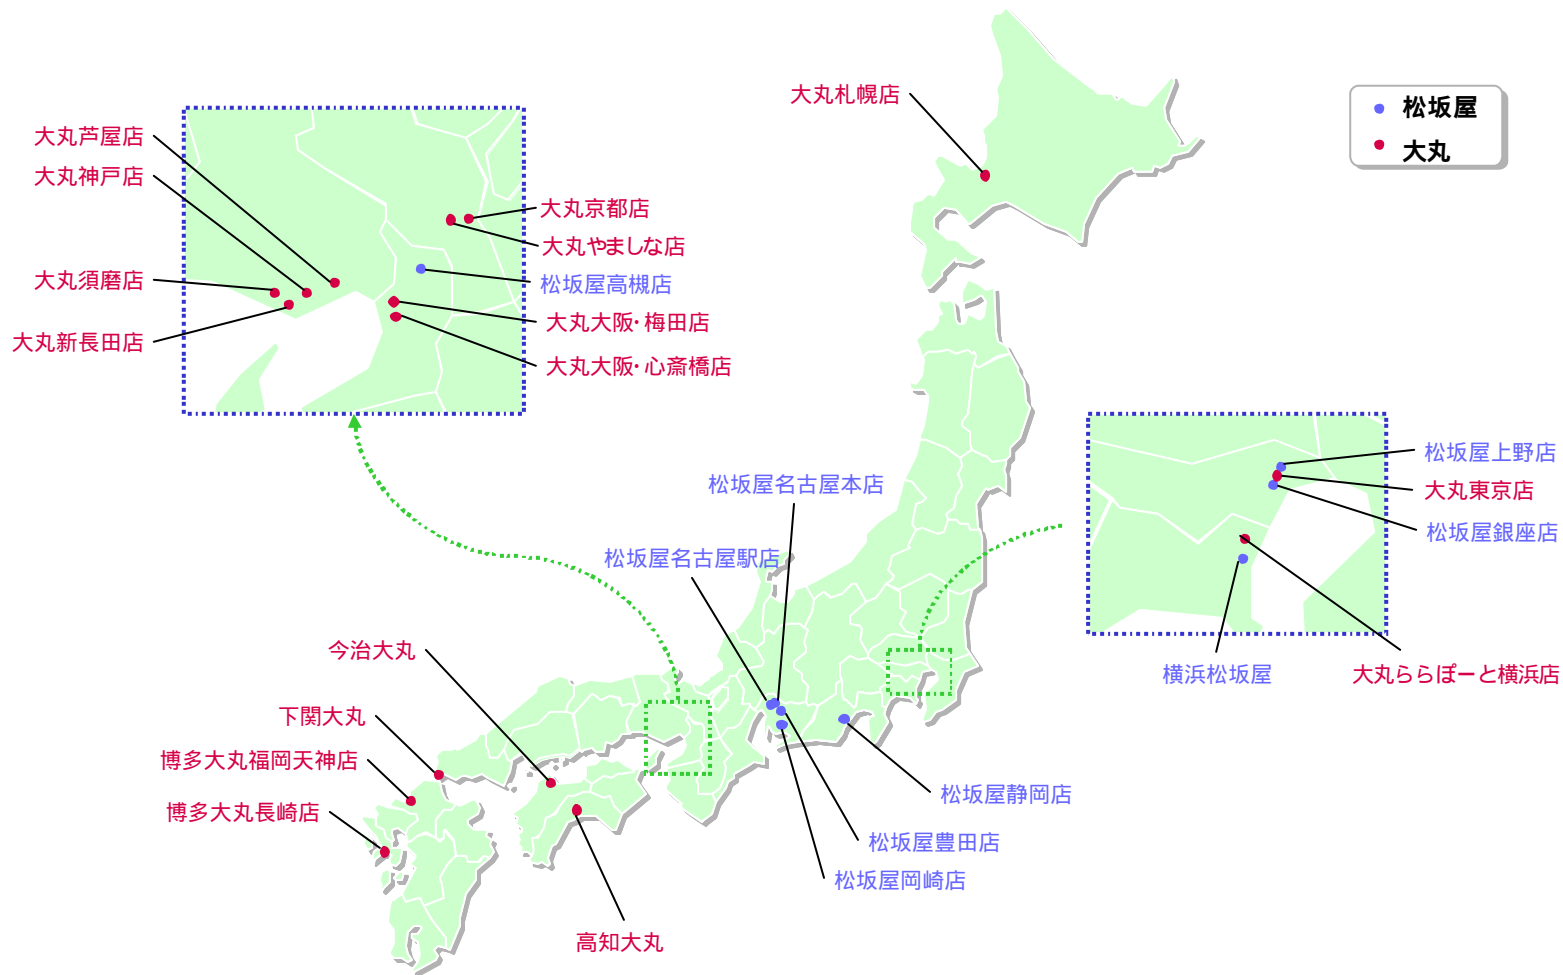 大丸札幌店
松坂屋
大丸
大丸芦屋店
大丸神戸店
大丸須磨店
大丸新長田店
大丸京都店
大丸やましな店
松坂屋高槻店
大丸大阪・梅田店
大丸大阪・心斎橋店
松坂屋上野店
大丸東京店
松坂屋銀座店
横浜松坂屋
大丸ららぽーと横浜店
松坂屋名古屋本店
松坂屋名古屋駅店
今治大丸
下関大丸
博多大丸福岡天神店
博多大丸長崎店
松坂屋静岡店
松坂屋豊田店
松坂屋岡崎店
高知大丸